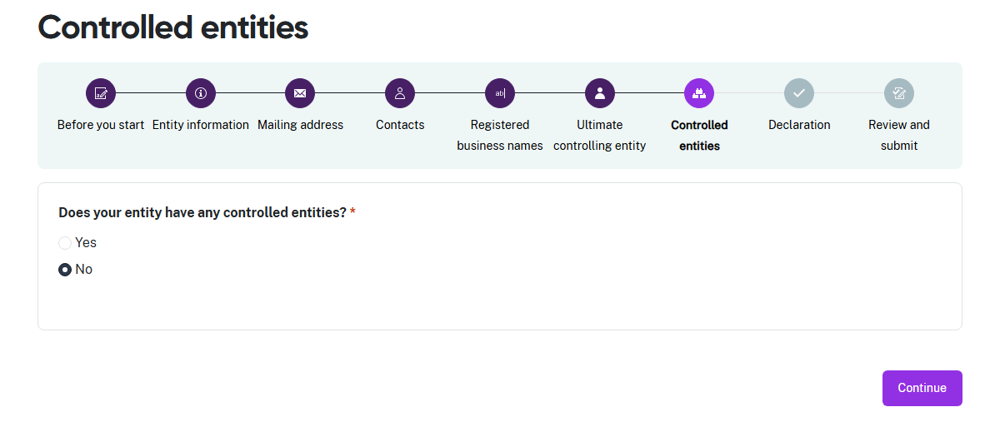 Controlled entities
Before you start
Entity information
Mailing address
Contacts
Registered
business names
Ultimate
controlling entity
Controlled
entities
Declaration
Review and
submit
Does your entity have any controlled entities? *
Yes
No
Continue